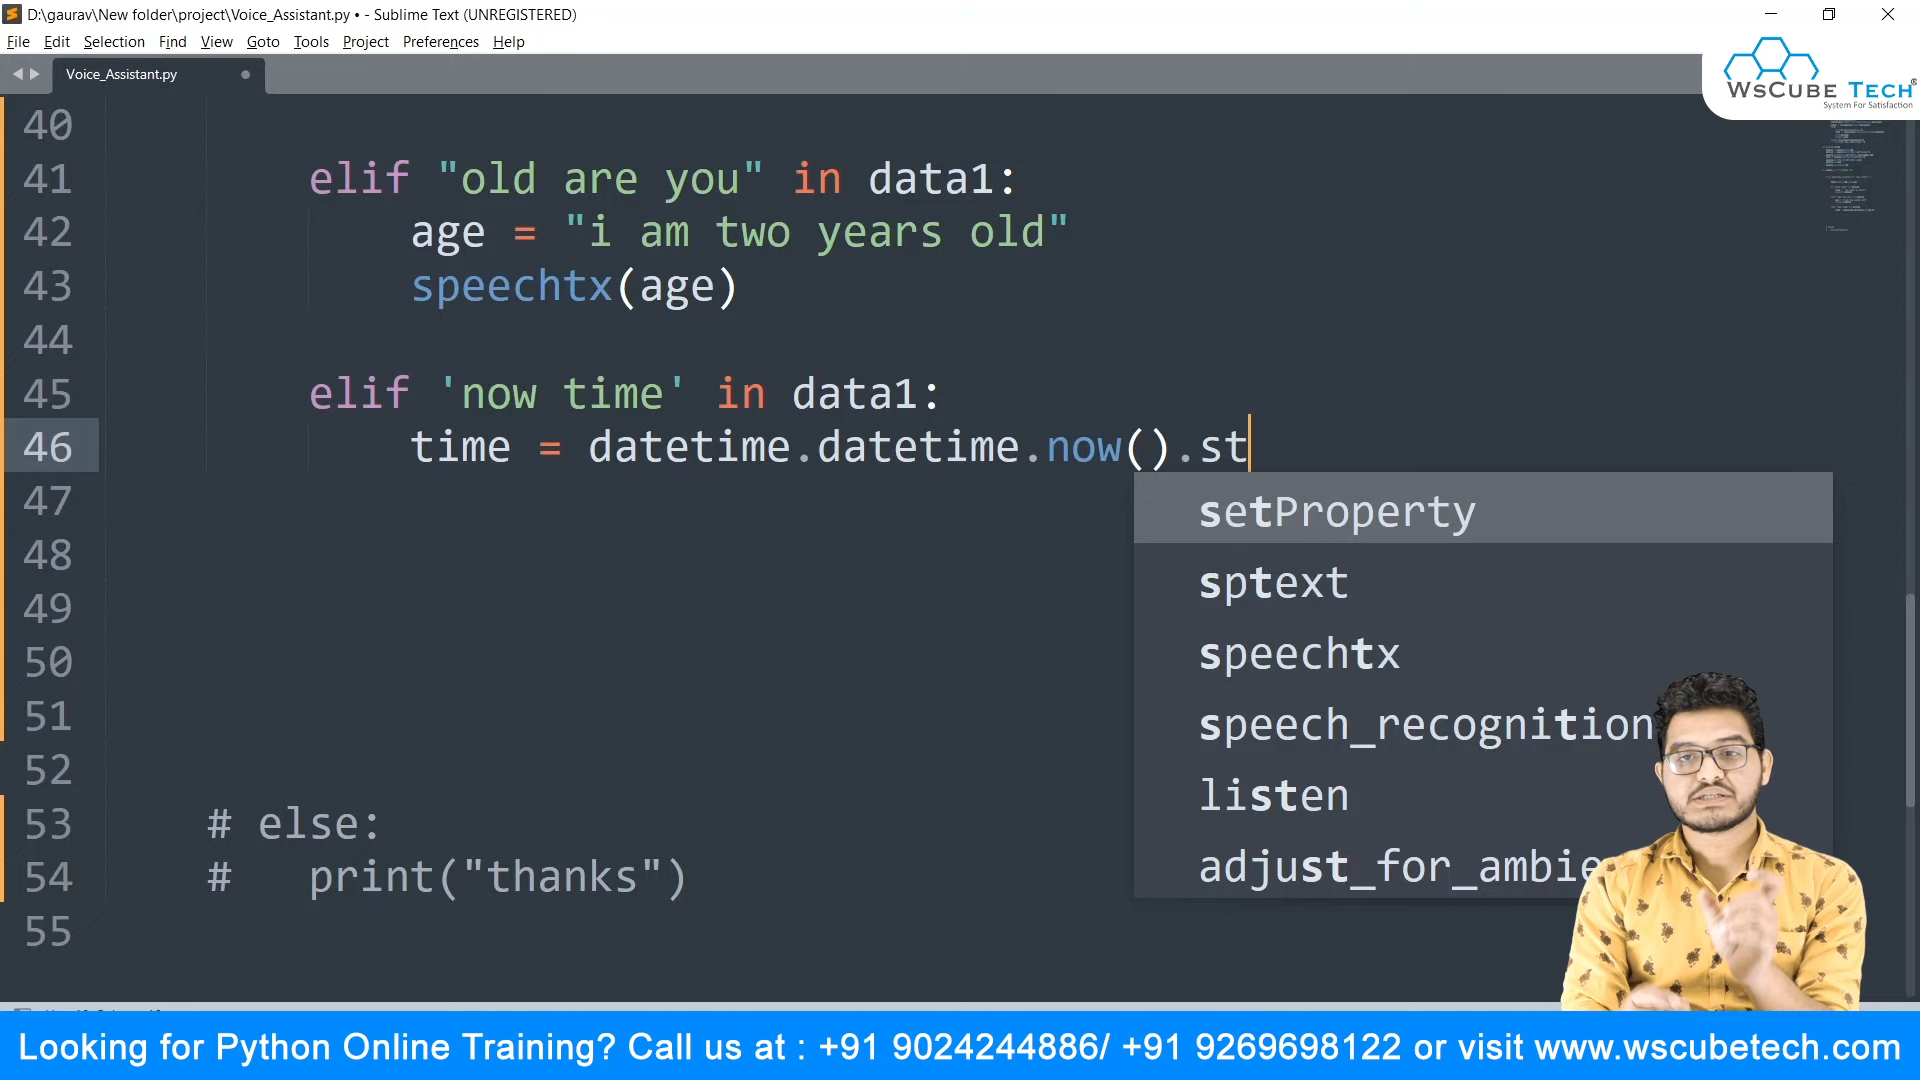 D:\gaurav\New folder\project\Voice_Assistant.py • - Sublime Text (UNREGISTERED)
File Edit Selection Find View Goto Tools Project Preferences Help
Voice_Assistant.py
WsCube Tech®
System For Satisfaction
40
41 elif "old are you" in data1:
42 age = "i am two years old"
43 speechtx(age)
44
45 elif 'now time' in data1:
46 time = datetime.datetime.now().st
47
48
49
50
51
52
53 # else:
54 # print("thanks")
55
setProperty
sptext
speechtx
speech_recognition
listen
adjust_for_ambie
Looking for Python Online Training? Call us at : +91 9024244886/ +91 9269698122 or visit www.wscubetech.com